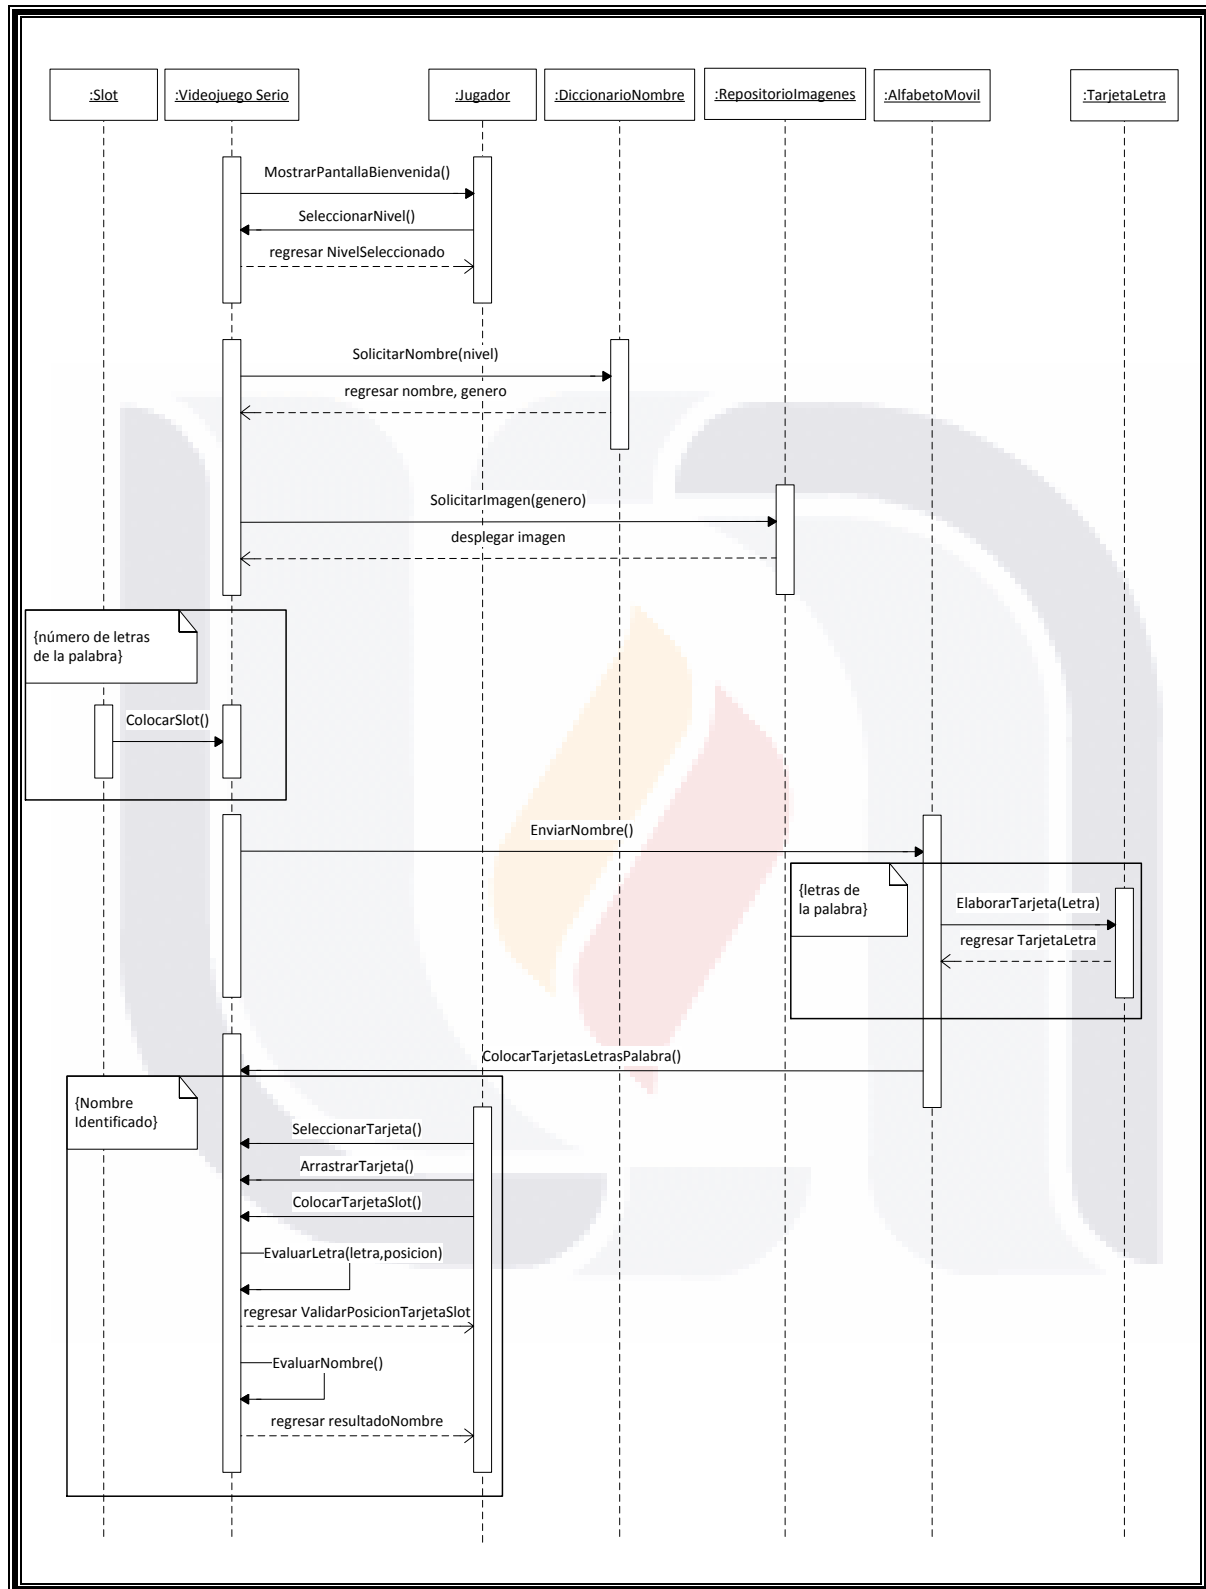 :Slot
:Videojuego Serio
:Jugador
:DiccionarioNombre
:RepositorioImagenes
:AlfabetoMovil
:TarjetaLetra
MostrarPantallaBienvenida()
SeleccionarNivel()
regresar NivelSeleccionado
SolicitarNombre(nivel)
regresar nombre, genero
SolicitarImagen(genero)
desplegar imagen
{número de letras
de la palabra}
ColocarSlot()
EnviarNombre()
{letras de
la palabra}
ElaborarTarjeta(Letra)
regresar TarjetaLetra
ColocarTarjetasLetrasPalabra()
{Nombre
Identificado}
SeleccionarTarjeta()
ArrastrarTarjeta()
ColocarTarjetaSlot()
EvaluarLetra(letra,posicion)
regresar ValidarPosicionTarjetaSlot
EvaluarNombre()
regresar resultadoNombre